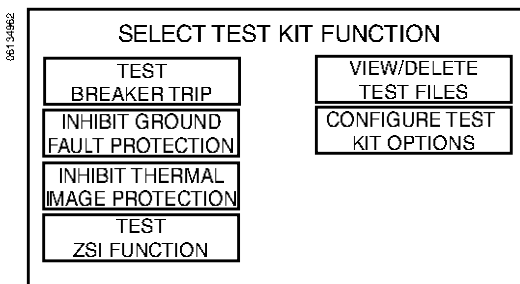 06134962
SELECT TEST KIT FUNCTION
TEST
BREAKER TRIP
INHIBIT GROUND
FAULT PROTECTION
INHIBIT THERMAL
IMAGE PROTECTION
TEST
ZSI FUNCTION
VIEW/DELETE
TEST FILES
CONFIGURE TEST
KIT OPTIONS